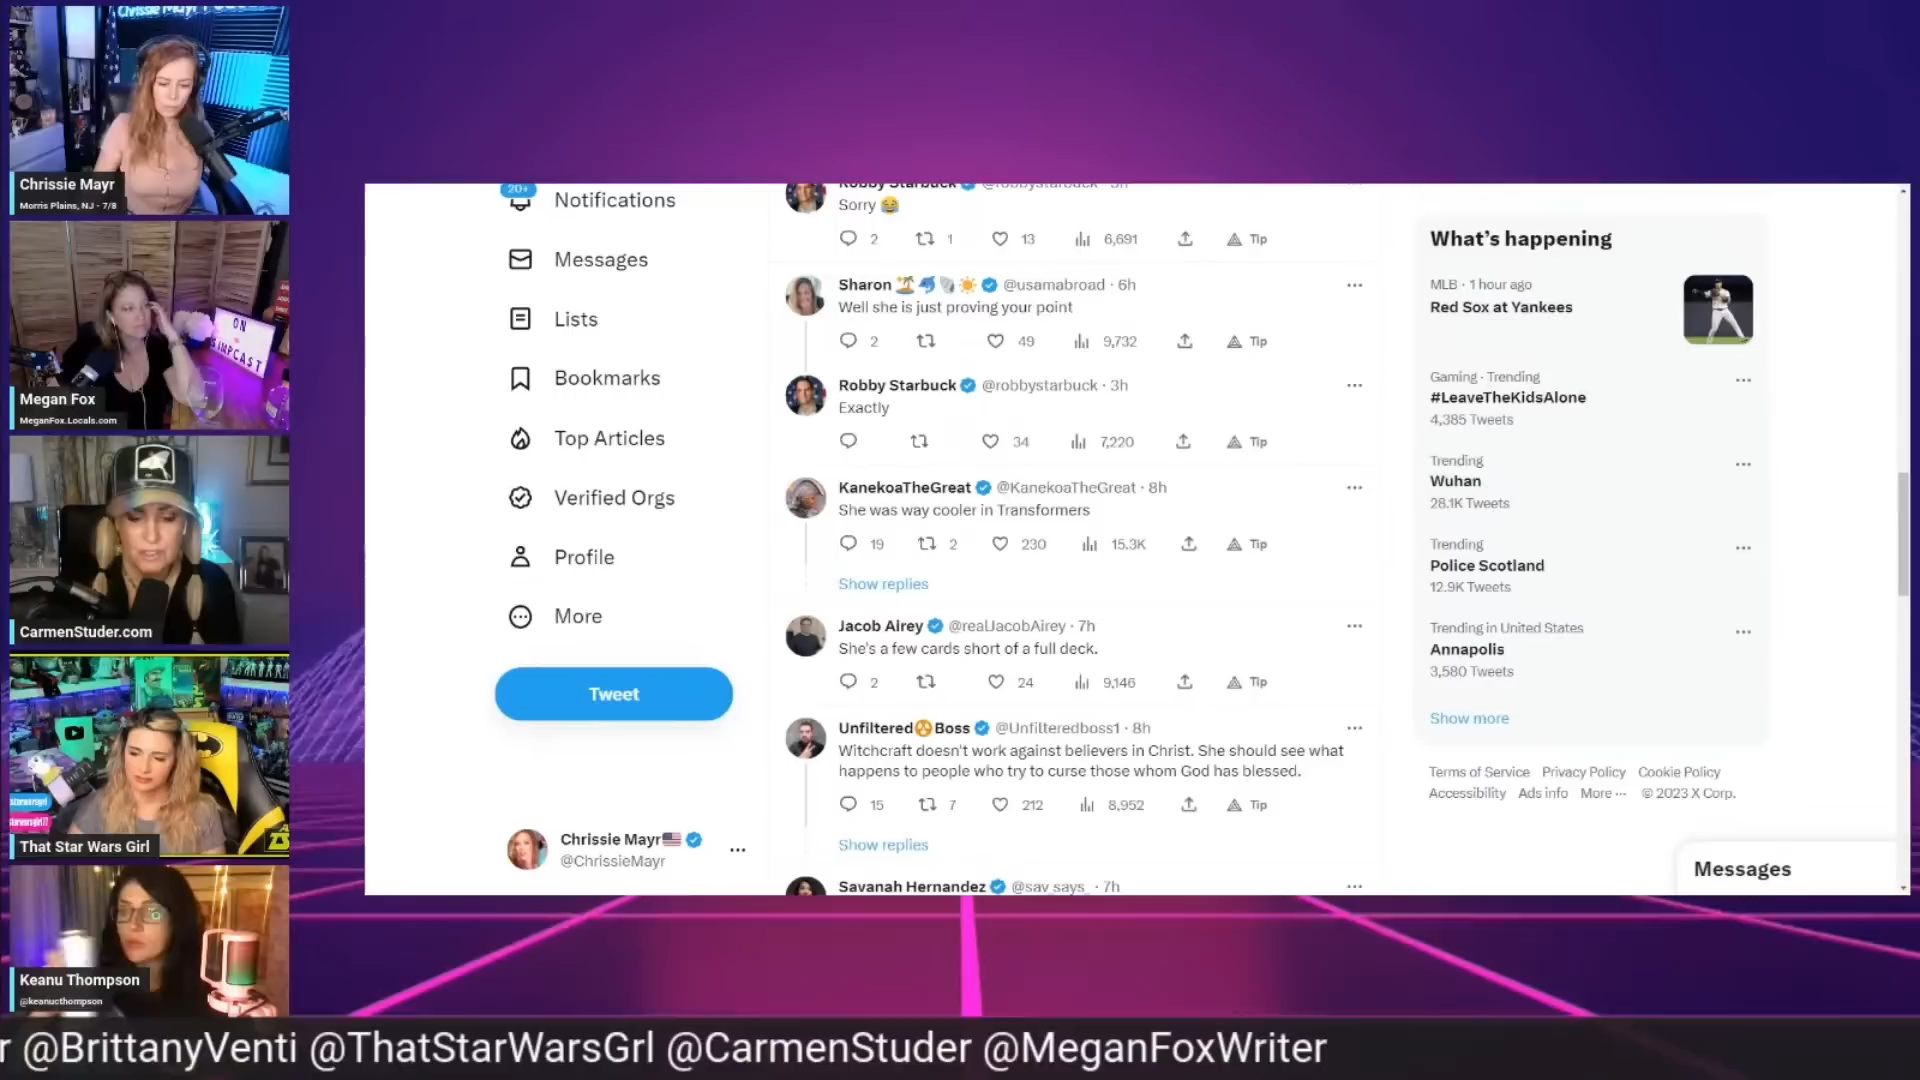 Chrissie Mayr
Morris Plains, NJ - 7/8
ON
SIMPCAST
Megan Fox
MeganFox.Locals.com
CarmenStuder.com
That Star Wars Girl
Keanu Thompson
@keanucthompson
20+
Notifications
Messages
Lists
Bookmarks
Top Articles
Verified Orgs
Profile
More
Tweet
Chrissie Mayr🇺🇸
@ChrissieMayr
Robby Starbuck @robbystarbuck · 3h
Sorry 😂
2 1 13 6,691 Tip
Sharon 🏝️🐬🐚☀️ @usamabroad · 6h
Well she is just proving your point
2 49 9,732 Tip
Robby Starbuck @robbystarbuck · 3h
Exactly
34 7,220 Tip
KanekoaTheGreat @KanekoaTheGreat · 8h
She was way cooler in Transformers
19 2 230 15.3K Tip
Show replies
Jacob Airey @realJacobAirey · 7h
She's a few cards short of a full deck.
2 24 9,146 Tip
Unfiltered☢Boss @Unfilteredboss1 · 8h
Witchcraft doesn't work against believers in Christ. She should see what
happens to people who try to curse those whom God has blessed.
15 7 212 8,952 Tip
Show replies
Savanah Hernandez @sav_says_ · 7h
What's happening
MLB · 1 hour ago
Red Sox at Yankees
Gaming · Trending
#LeaveTheKidsAlone
4,385 Tweets
Trending
Wuhan
28.1K Tweets
Trending
Police Scotland
12.9K Tweets
Trending in United States
Annapolis
3,580 Tweets
Show more
Terms of Service Privacy Policy Cookie Policy
Accessibility Ads info More ··· © 2023 X Corp.
Messages
r @BrittanyVenti @ThatStarWarsGrl @CarmenStuder @MeganFoxWriter